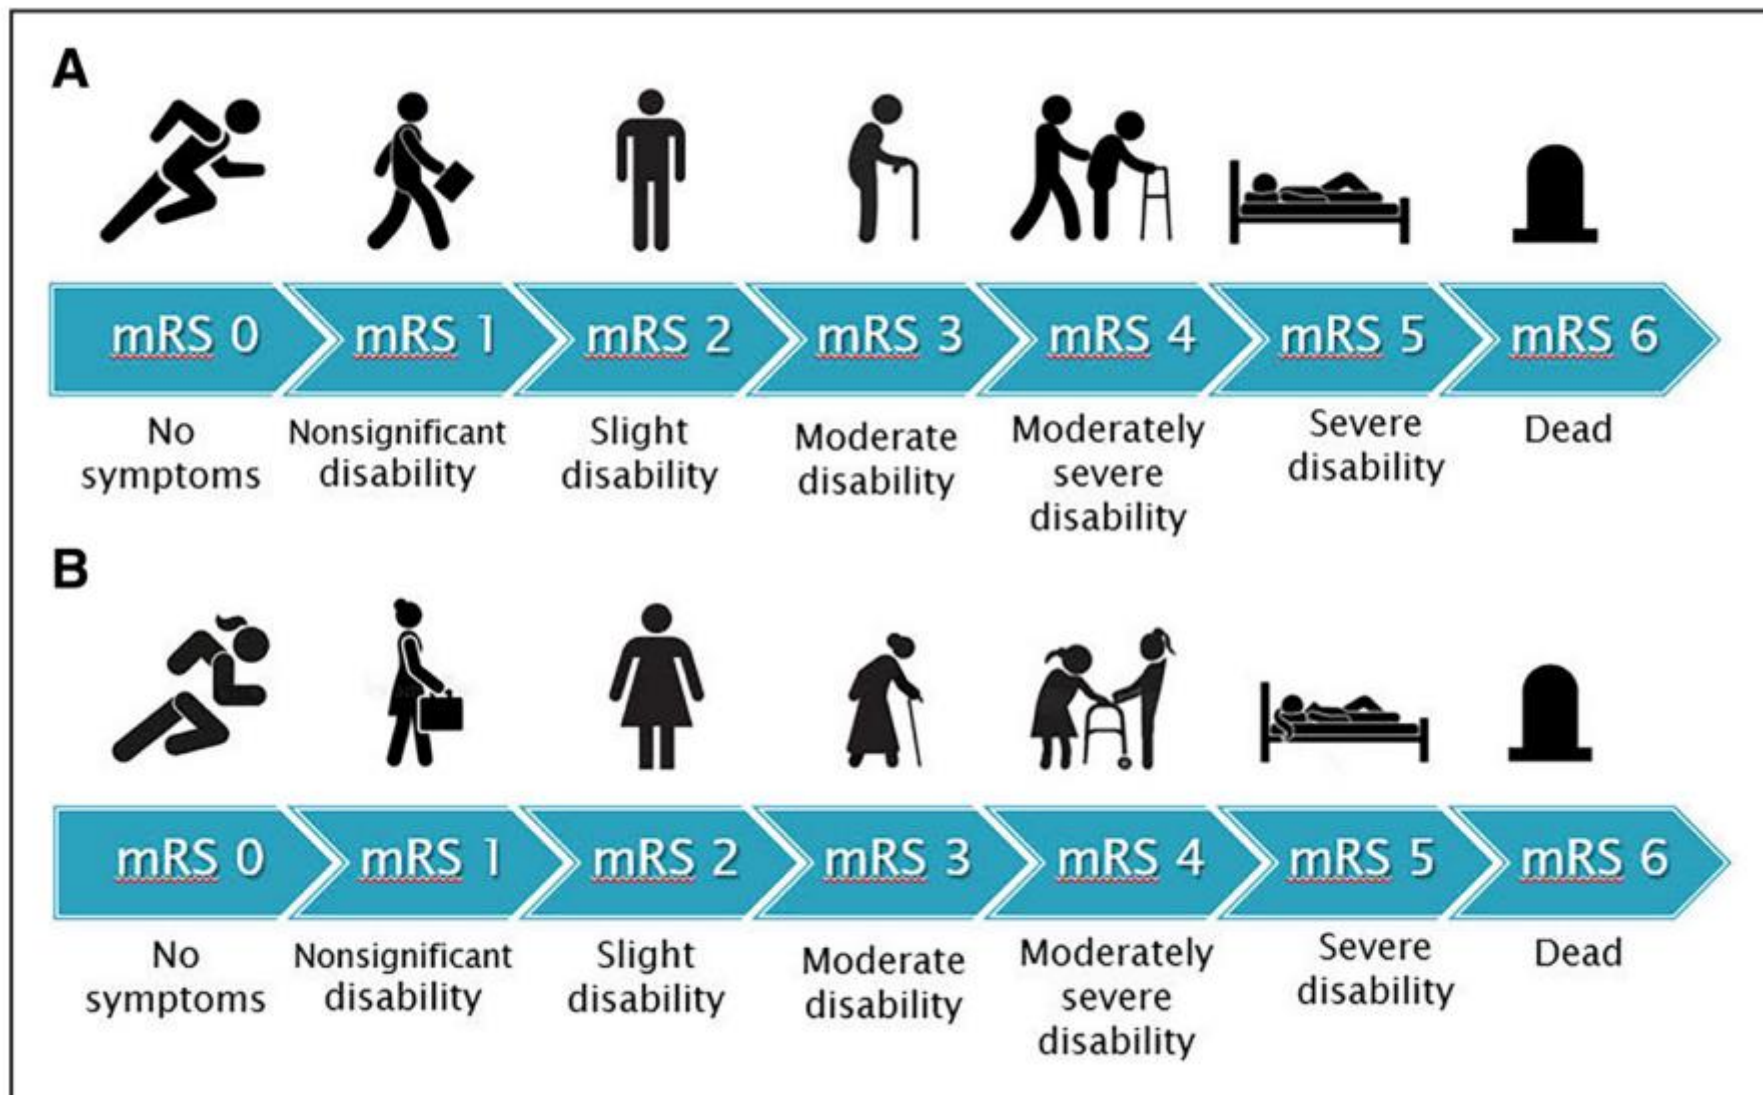 A
mRS 0 mRS 1 mRS 2 mRS 3 mRS 4 mRS 5 mRS 6
No
symptoms
Nonsignificant
disability
Slight
disability
Moderate
disability
Moderately
severe
disability
Severe
disability
Dead
B
mRS 0 mRS 1 mRS 2 mRS 3 mRS 4 mRS 5 mRS 6
No
symptoms
Nonsignificant
disability
Slight
disability
Moderate
disability
Moderately
severe
disability
Severe
disability
Dead